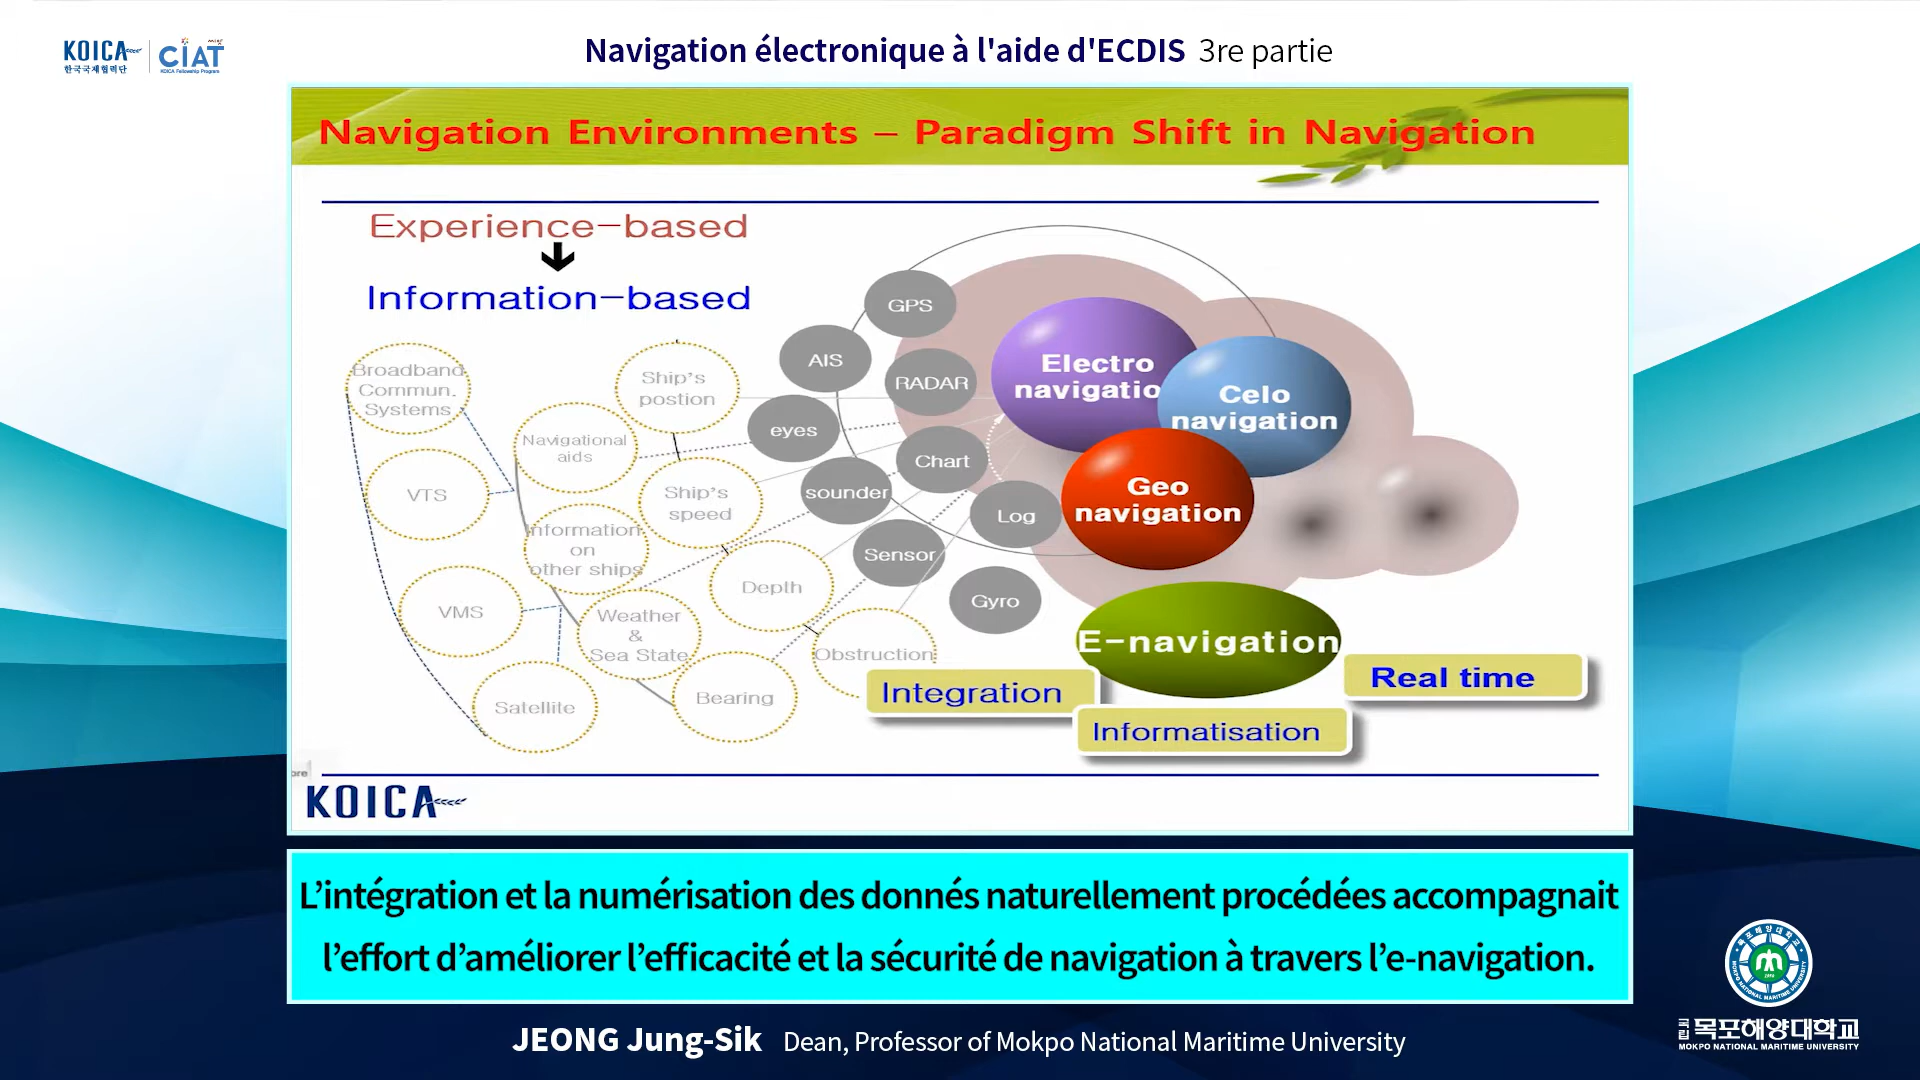 KOICA
한국국제협력단
CIAT
KOICA Fellowship Program
Navigation électronique à l'aide d'ECDIS 3re partie
Navigation Environments – Paradigm Shift in Navigation
Experience-based
Information-based
Broadband
Commun.
Systems
VTS
VMS
Satellite
Navigational
aids
Information
on
other ships
Weather
&
Sea State
Bearing
Ship's
postion
Ship's
speed
Depth
Obstruction
GPS
AIS
RADAR
eyes
Chart
sounder
Log
Sensor
Gyro
Electro
navigatio
Celo
navigation
Geo
navigation
E-navigation
Integration
Informatisation
Real time
KOICA
L'intégration et la numérisation des donnés naturellement procédées accompagnait
l'effort d'améliorer l'efficacité et la sécurité de navigation à travers l'e-navigation.
JEONG Jung-Sik Dean, Professor of Mokpo National Maritime University
국립 목포해양대학교
MOKPO NATIONAL MARITIME UNIVERSITY